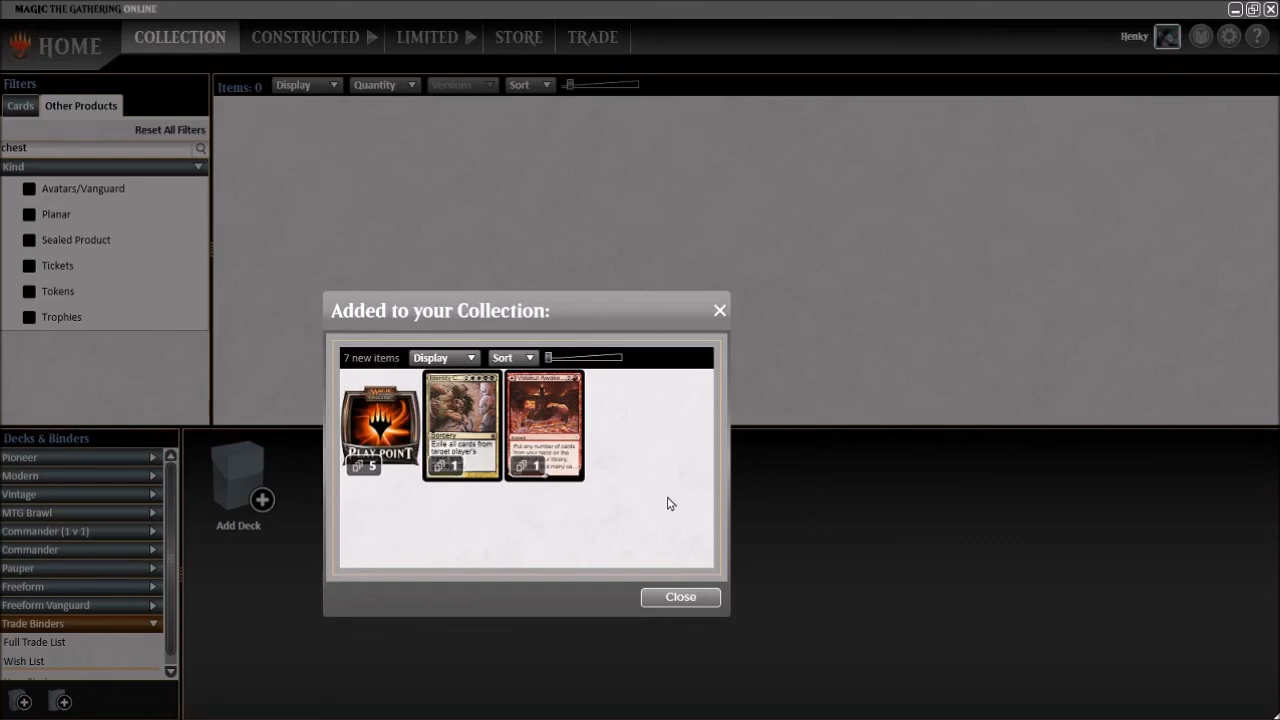 MAGIC THE GATHERING ONLINE
HOME
COLLECTION
CONSTRUCTED
LIMITED
STORE
TRADE
Henky
Filters
Items: 0
Display
Quantity
Versions
Sort
Cards
Other Products
Reset All Filters
chest
Kind
Avatars/Vanguard
Planar
Sealed Product
Tickets
Tokens
Trophies
Added to your Collection:
7 new items
Display
Sort
PLAY POINT
5
Identity C
Sorcery
Exile all cards from
target player's
1
Valakut Awake
Put any number of cards
from your hand on the
1
Close
Decks & Binders
Pioneer
Modern
Vintage
MTG Brawl
Commander (1 v 1)
Commander
Pauper
Freeform
Freeform Vanguard
Trade Binders
Full Trade List
Wish List
Add Deck